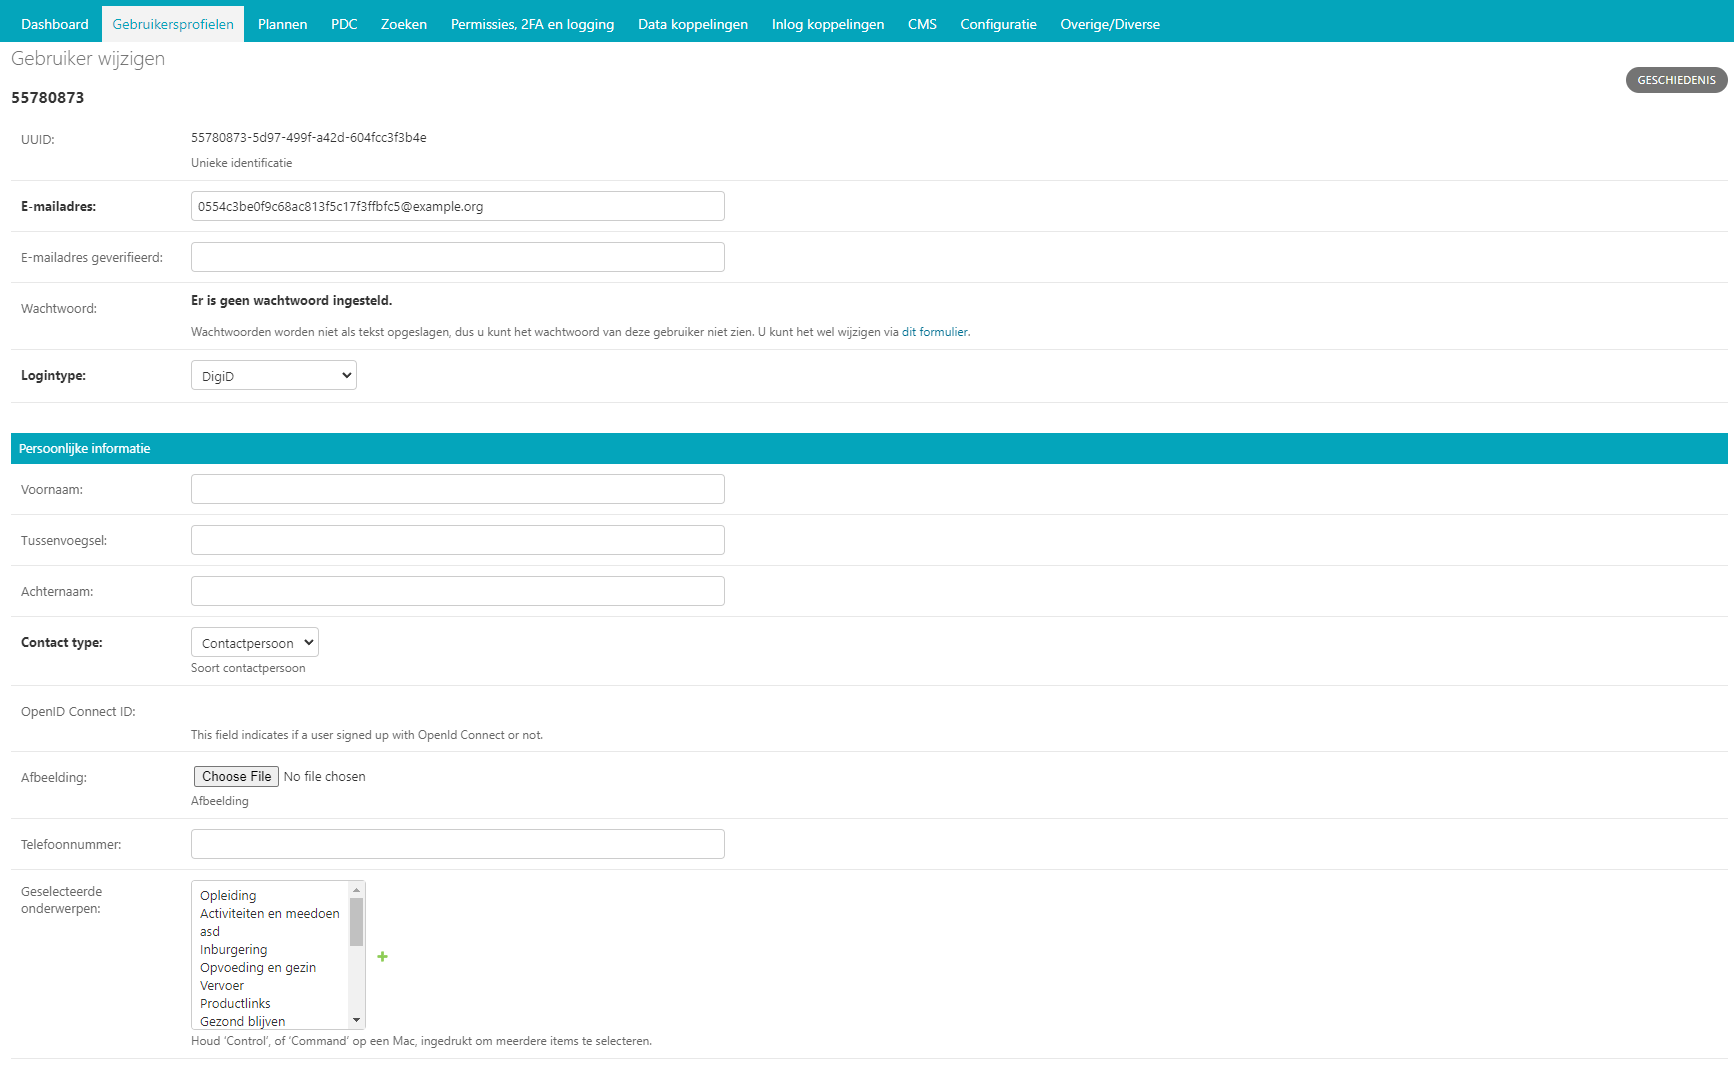 Dashboard Gebruikersprofielen Plannen PDC Zoeken Permissies, 2FA en logging Data koppelingen Inlog koppelingen CMS Configuratie Overige/Diverse
Gebruiker wijzigen
GESCHIEDENIS
55780873
UUID: 55780873-5d97-499f-a42d-604fcc3f3b4e
Unieke identificatie
E-mailadres: 0554c3be0f9c68ac813f5c17f3ffbfc5@example.org
E-mailadres geverifieerd:
Wachtwoord: Er is geen wachtwoord ingesteld.
Wachtwoorden worden niet als tekst opgeslagen, dus u kunt het wachtwoord van deze gebruiker niet zien. U kunt het wel wijzigen via dit formulier.
Logintype: DigiD
Persoonlijke informatie
Voornaam:
Tussenvoegsel:
Achternaam:
Contact type: Contactpersoon
Soort contactpersoon
OpenID Connect ID:
This field indicates if a user signed up with OpenId Connect or not.
Afbeelding: Choose File No file chosen
Afbeelding
Telefoonnummer:
Geselecteerde
onderwerpen:
Opleiding
Activiteiten en meedoen
asd
Inburgering
Opvoeding en gezin
Vervoer
Productlinks
Gezond blijven
Houd ‘Control’, of ‘Command’ op een Mac, ingedrukt om meerdere items te selecteren.